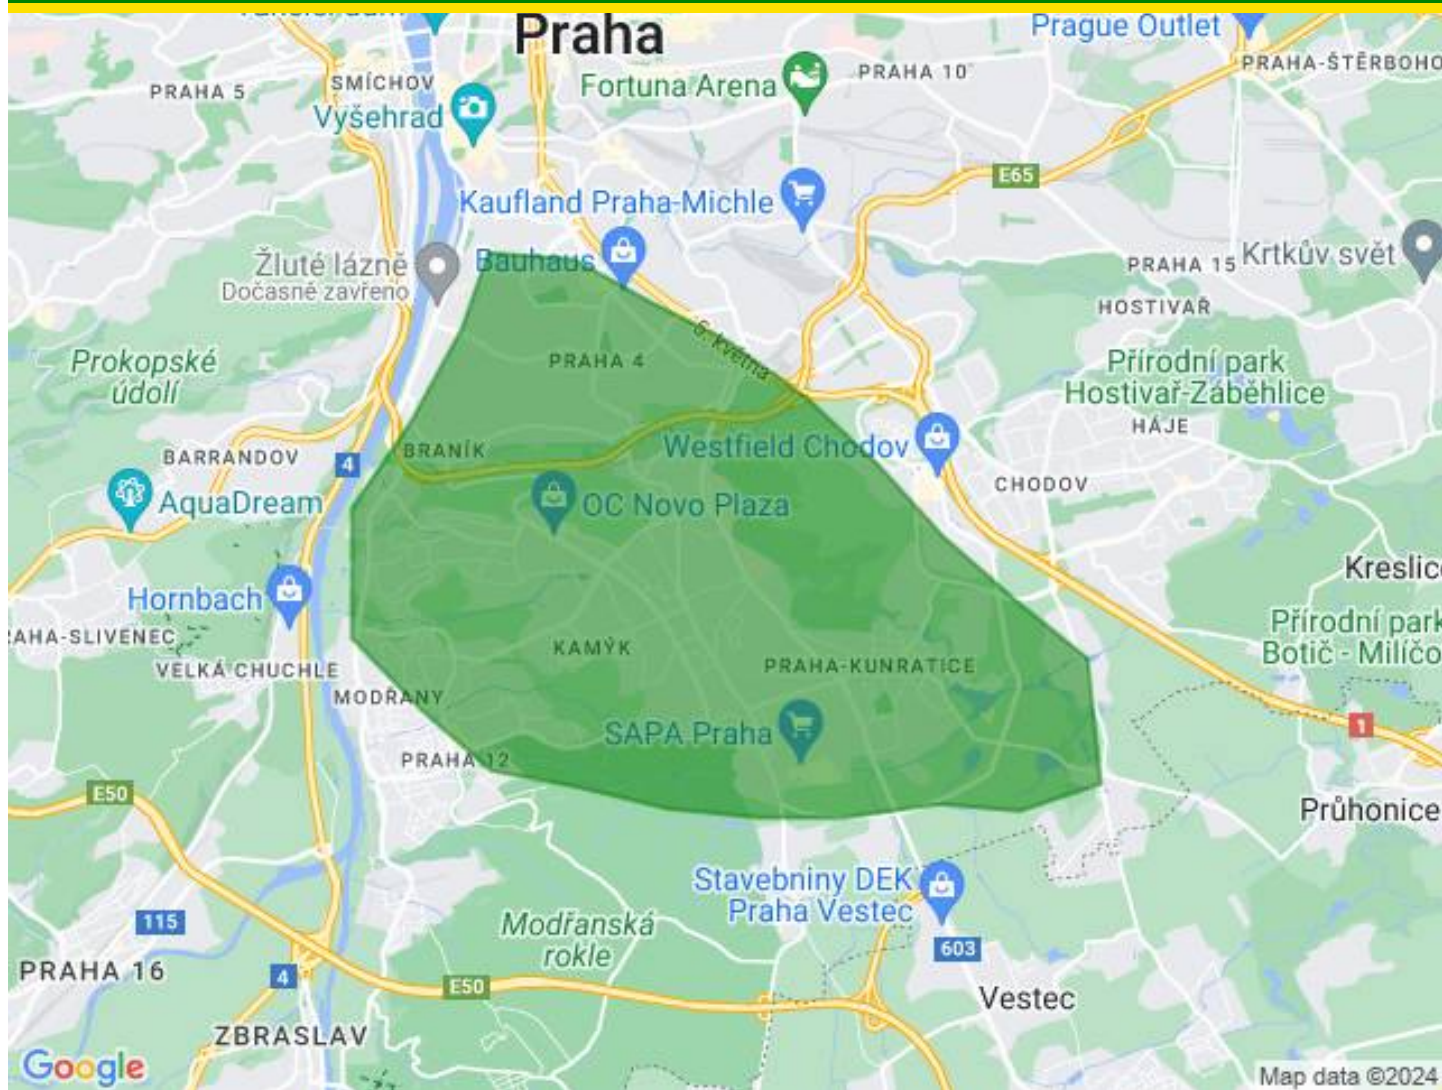 Praha
Prague Outlet
PRAHA 5
SMÍCHOV
Fortuna Arena
PRAHA 10
PRAHA-ŠTĚRBOHO
Vyšehrad
E65
Kaufland Praha-Michle
Žluté lázně
Dočasně zavřeno
Bauhaus
PRAHA 15
Krtkův svět
HOSTIVAŘ
5. května
Prokopské
údolí
PRAHA 4
Přírodní park
Hostivař-Záběhlice
HÁJE
BARRANDOV
4
BRANÍK
Westfield Chodov
CHODOV
AquaDream
OC Novo Plaza
Kreslic
Hornbach
RAHA-SLIVENEC
VELKÁ CHUCHLE
KAMÝK
PRAHA-KUNRATICE
Přírodní park
Botič - Milíčo
MODŘANY
SAPA Praha
1
PRAHA 12
E50
Průhonice
Stavebniny DEK
Praha Vestec
115
Modřanská
rokle
603
PRAHA 16
4
E50
Vestec
ZBRASLAV
Google
Map data ©2024